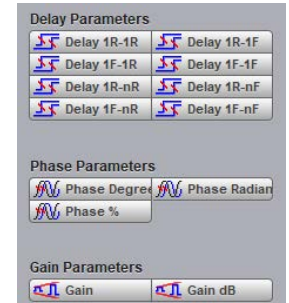 Delay Parameters
Delay 1R-1R Delay 1R-1F
Delay 1F-1R Delay 1F-1F
Delay 1R-nR Delay 1R-nF
Delay 1F-nR Delay 1F-nF
Phase Parameters
Phase Degree Phase Radian
Phase %
Gain Parameters
Gain Gain dB